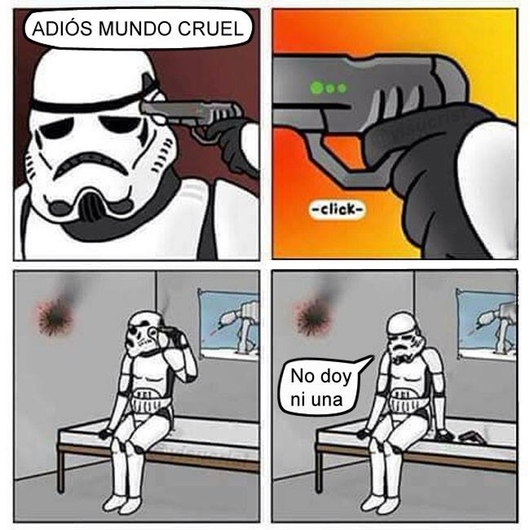 ADIÓS MUNDO CRUEL
-click-
No doy
ni una